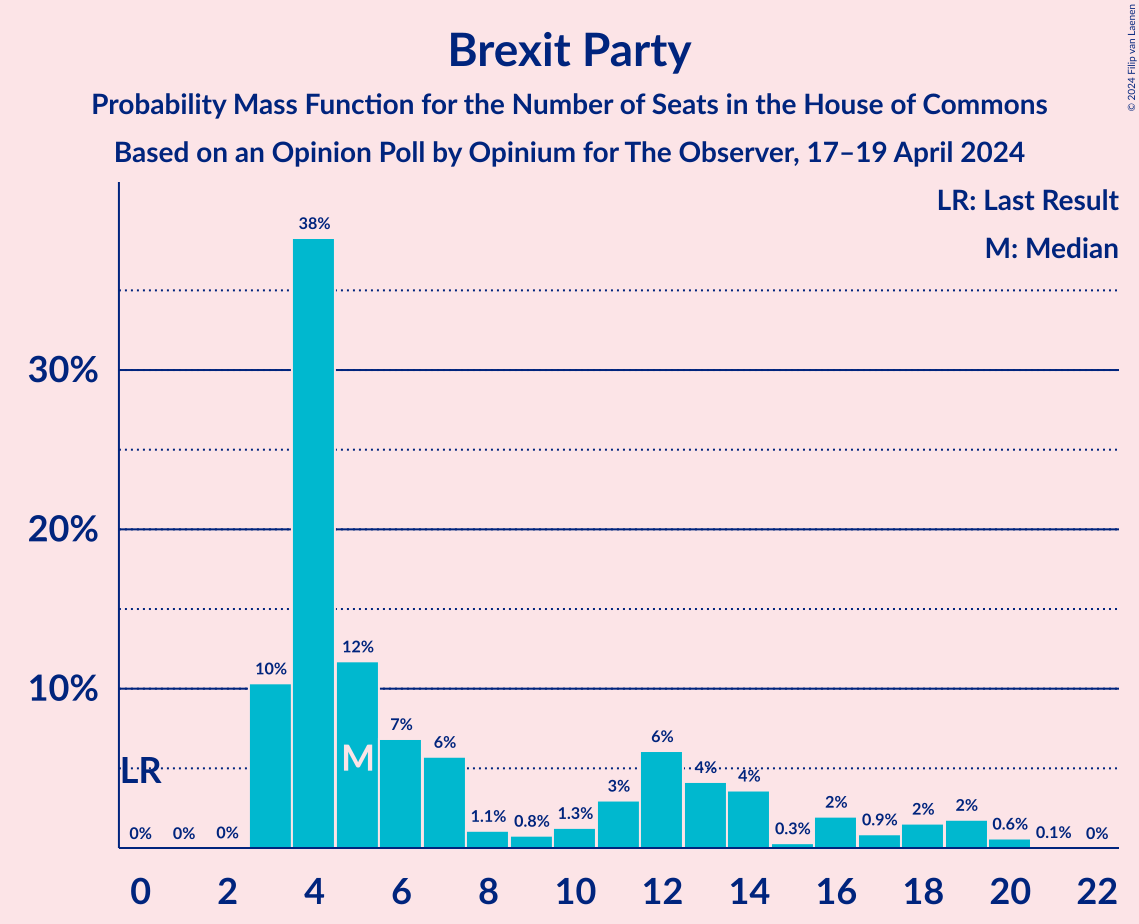 Brexit Party
Probability Mass Function for the Number of Seats in the House of Commons
Based on an Opinion Poll by Opinium for The Observer, 17–19 April 2024
© 2024 Filip van Laenen
LR: Last Result
M: Median
38%
30%
20%
12%
10%
10%
7%
6%
6%
M
LR
4%
4%
3%
2%
2%
2%
0%
0%
0%
1.1%
0.8%
1.3%
0.3%
0.9%
0.6%
0.1%
0%
0 2 4 6 8 10 12 14 16 18 20 22